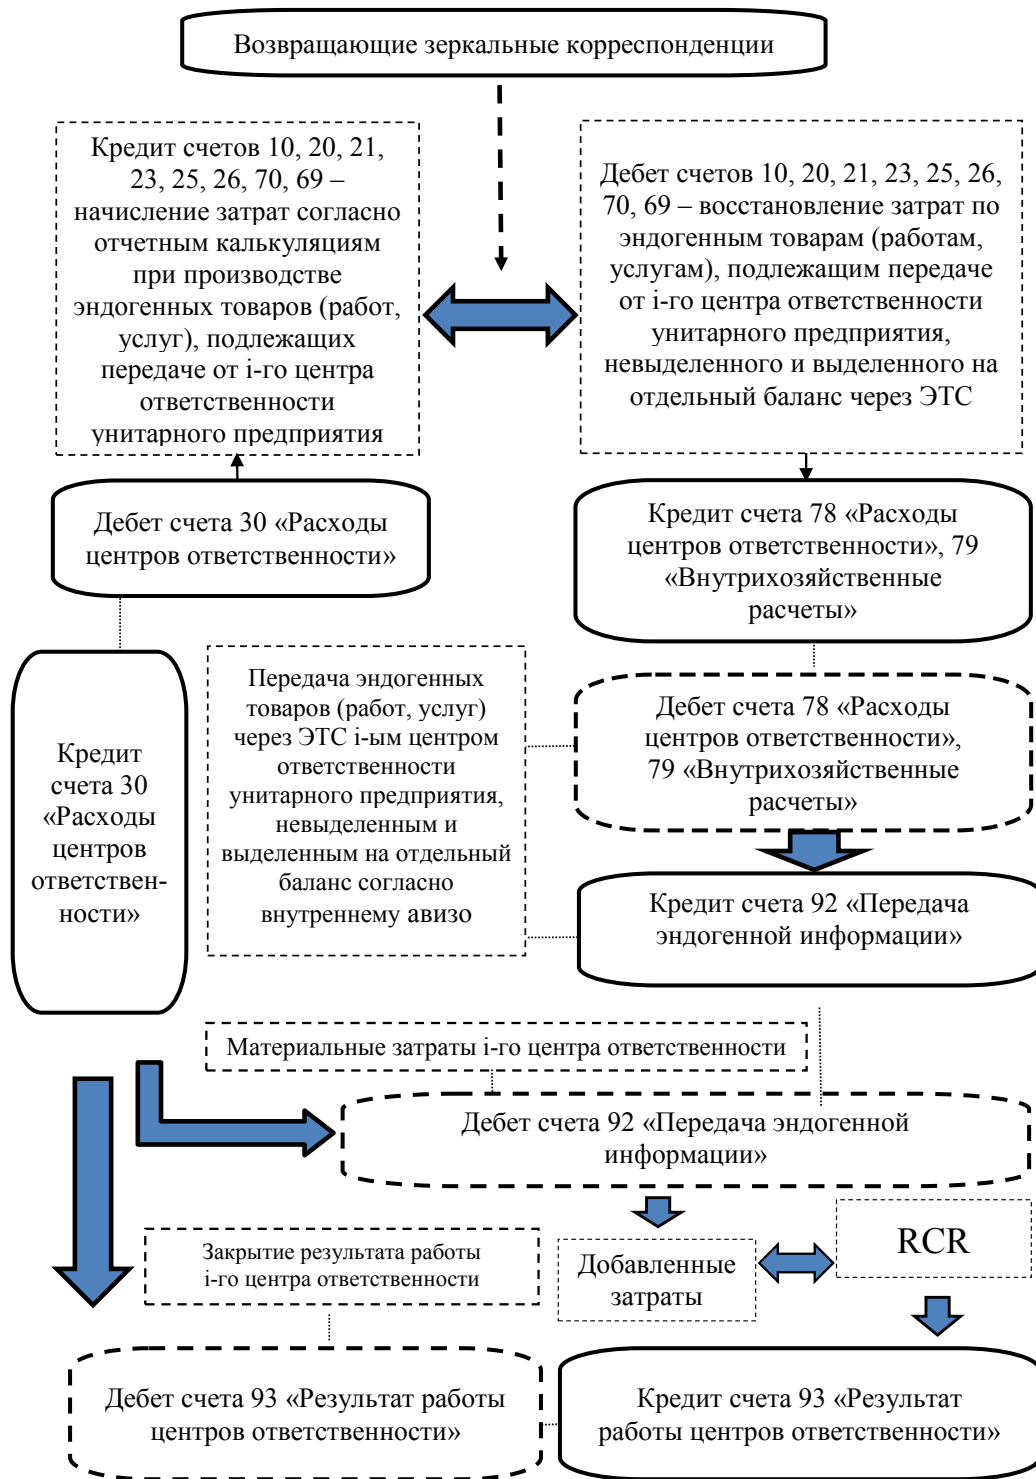 Возвращающие зеркальные корреспонденции
Кредит счетов 10, 20, 21,
23, 25, 26, 70, 69 –
начисление затрат согласно
отчетным калькуляциям
при производстве
эндогенных товаров (работ,
услуг), подлежащих
передаче от i-го центра
ответственности
унитарного предприятия
Дебет счетов 10, 20, 21, 23, 25, 26,
70, 69 – восстановление затрат по
эндогенным товарам (работам,
услугам), подлежащим передаче
от i-го центра ответственности
унитарного предприятия,
невыделенного и выделенного на
отдельный баланс через ЭТС
Дебет счета 30 «Расходы
центров ответственности»
Кредит счета 78 «Расходы
центров ответственности», 79
«Внутрихозяйственные
расчеты»
Кредит
счета 30
«Расходы
центров
ответствен-
ности»
Передача эндогенных
товаров (работ, услуг)
через ЭТС i-ым центром
ответственности
унитарного предприятия,
невыделенным и
выделенным на отдельный
баланс согласно
внутреннему авизо
Дебет счета 78 «Расходы
центров ответственности»,
79 «Внутрихозяйственные
расчеты»
Кредит счета 92 «Передача
эндогенной информации»
Материальные затраты i-го центра ответственности
Дебет счета 92 «Передача эндогенной
информации»
Закрытие результата работы
i-го центра ответственности
Добавленные
затраты
RCR
Дебет счета 93 «Результат работы
центров ответственности»
Кредит счета 93 «Результат
работы центров ответственности»